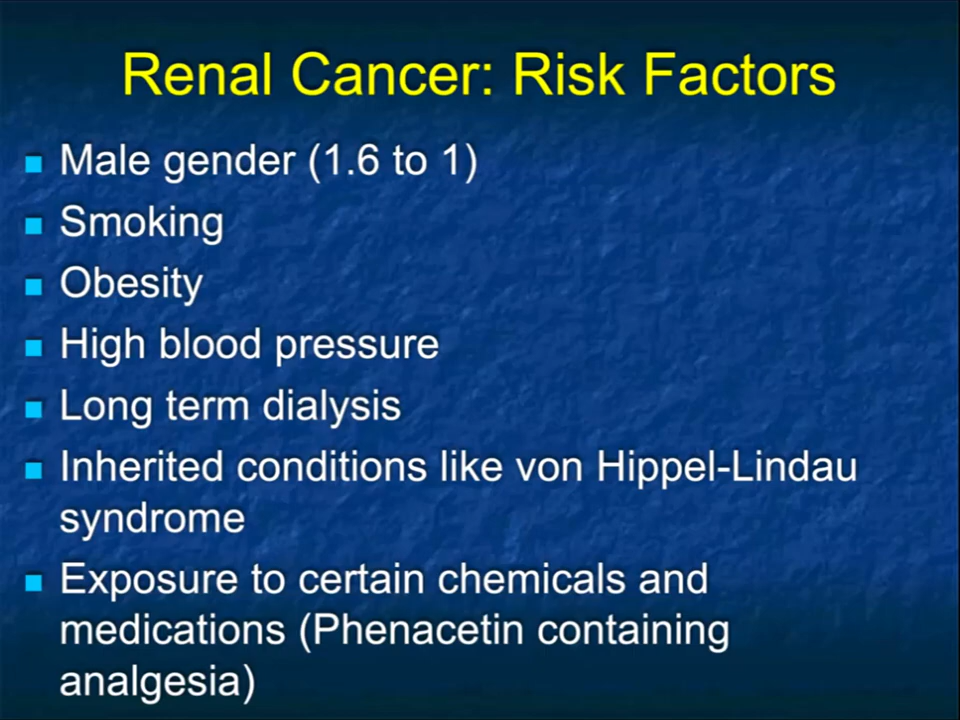 Renal Cancer: Risk Factors
Male gender (1.6 to 1)
Smoking
Obesity
High blood pressure
Long term dialysis
Inherited conditions like von Hippel-Lindau
syndrome
Exposure to certain chemicals and
medications (Phenacetin containing
analgesia)